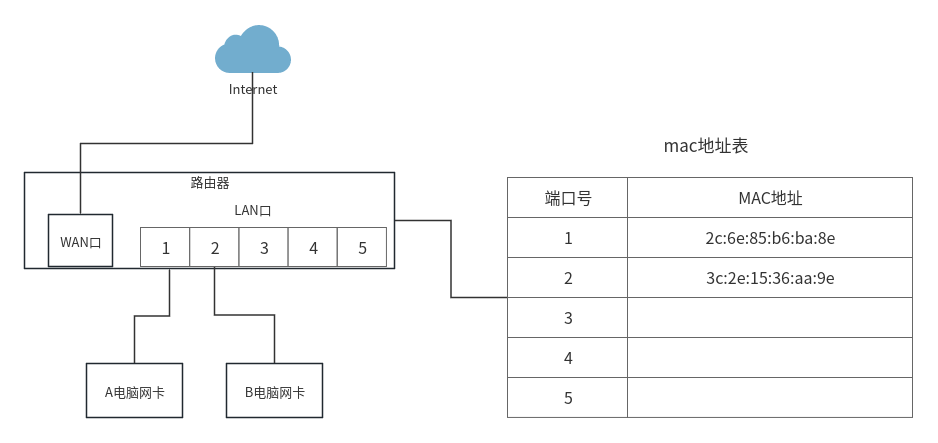 Internet
mac地址表
路由器
LAN口
WAN口
1 2 3 4 5
A电脑网卡
B电脑网卡
端口号 MAC地址
1 2c:6e:85:b6:ba:8e
2 3c:2e:15:36:aa:9e
3
4
5